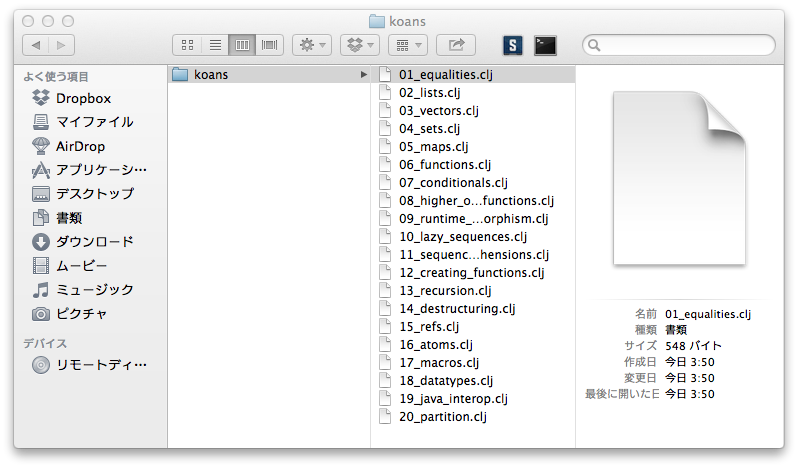 koans
S
よく使う項目
Dropbox
マイファイル
AirDrop
アプリケーシ…
デスクトップ
書類
ダウンロード
ムービー
ミュージック
ピクチャ
デバイス
リモートディ…
koans
01_equalities.clj
02_lists.clj
03_vectors.clj
04_sets.clj
05_maps.clj
06_functions.clj
07_conditionals.clj
08_higher_o…functions.clj
09_runtime_…orphism.clj
10_lazy_sequences.clj
11_sequenc…hensions.clj
12_creating_functions.clj
13_recursion.clj
14_destructuring.clj
15_refs.clj
16_atoms.clj
17_macros.clj
18_datatypes.clj
19_java_interop.clj
20_partition.clj
名前 01_equalities.clj
種類 書類
サイズ 548 バイト
作成日 今日 3:50
変更日 今日 3:50
最後に開いた日 今日 3:50